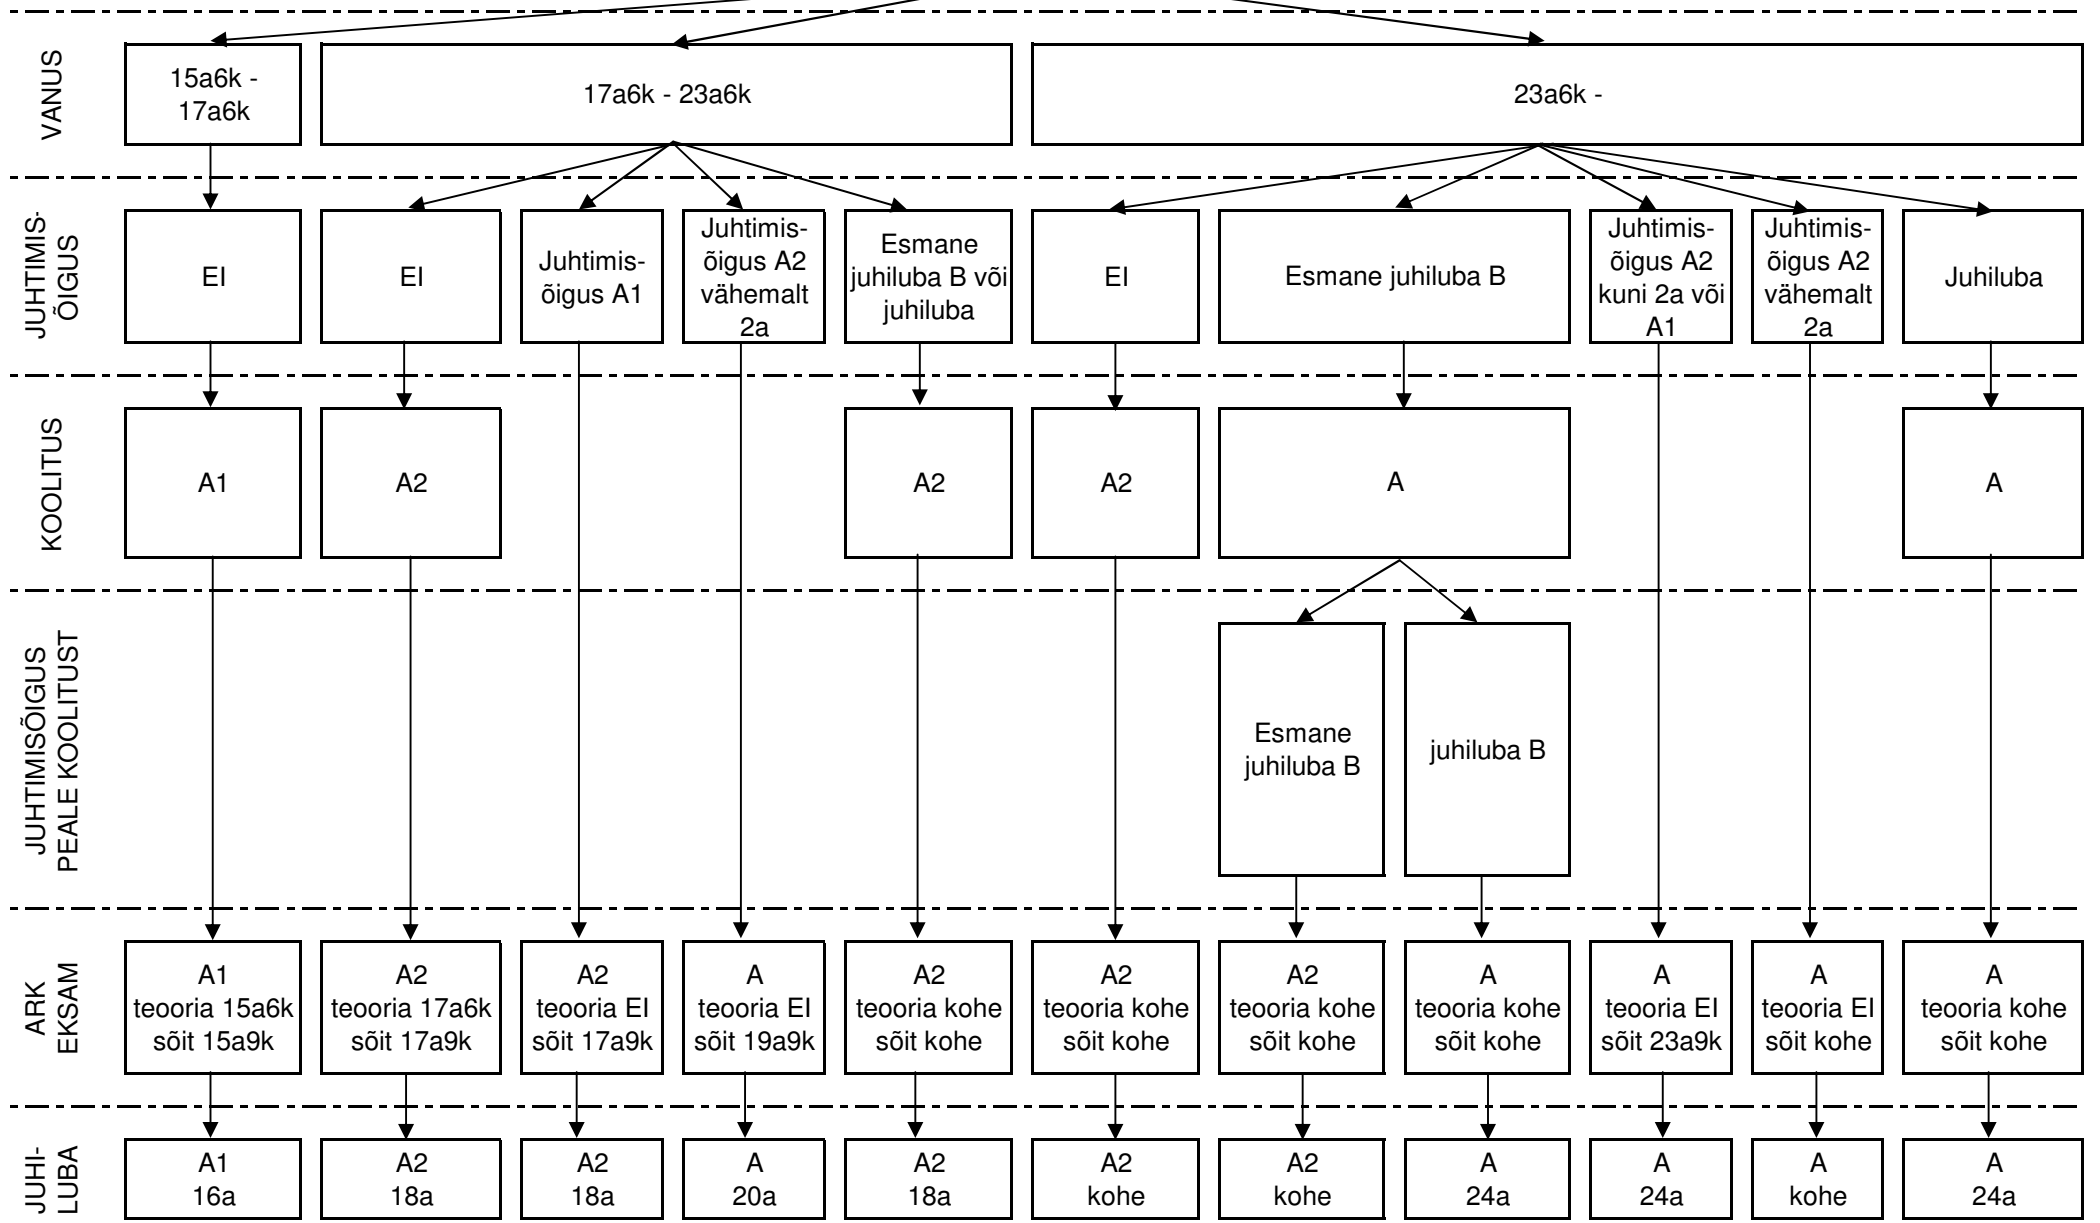 VANUS
15a6k -
17a6k
17a6k - 23a6k
23a6k -
JUHTIMIS-
ÕIGUS
EI
EI
Juhtimis-
õigus A1
Juhtimis-
õigus A2
vähemalt
2a
Esmane
juhiluba B või
juhiluba
EI
Esmane juhiluba B
Juhtimis-
õigus A2
kuni 2a või
A1
Juhtimis-
õigus A2
vähemalt
2a
Juhiluba
KOOLITUS
A1
A2
A2
A2
A
A
JUHTIMISÕIGUS
PEALE KOOLITUST
Esmane
juhiluba B
juhiluba B
ARK
EKSAM
A1
teooria 15a6k
sõit 15a9k
A2
teooria 17a6k
sõit 17a9k
A2
teooria EI
sõit 17a9k
A
teooria EI
sõit 19a9k
A2
teooria kohe
sõit kohe
A2
teooria kohe
sõit kohe
A2
teooria kohe
sõit kohe
A
teooria kohe
sõit kohe
A
teooria EI
sõit 23a9k
A
teooria EI
sõit kohe
A
teooria kohe
sõit kohe
JUHI-
LUBA
A1
16a
A2
18a
A2
18a
A
20a
A2
18a
A2
kohe
A2
kohe
A
24a
A
24a
A
kohe
A
24a